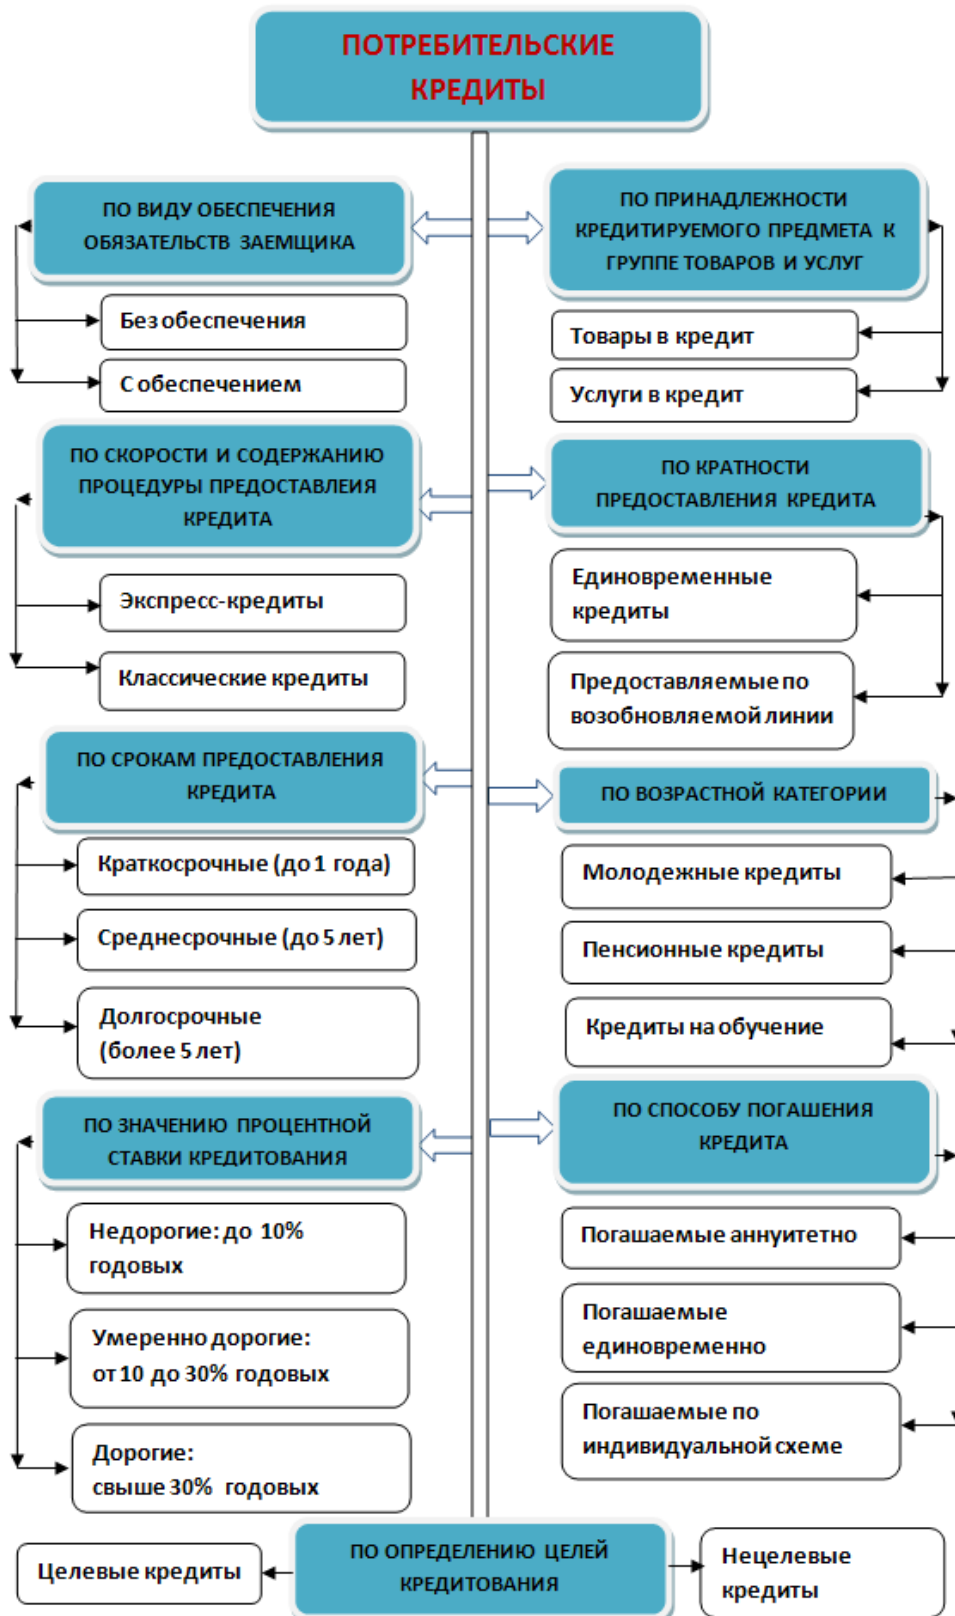 ПОТРЕБИТЕЛЬСКИЕ
КРЕДИТЫ
ПО ВИДУ ОБЕСПЕЧЕНИЯ
ОБЯЗАТЕЛЬСТВ ЗАЕМЩИКА
Без обеспечения
С обеспечением
ПО ПРИНАДЛЕЖНОСТИ
КРЕДИТИРУЕМОГО ПРЕДМЕТА К
ГРУППЕ ТОВАРОВ И УСЛУГ
Товары в кредит
Услуги в кредит
ПО СКОРОСТИ И СОДЕРЖАНИЮ
ПРОЦЕДУРЫ ПРЕДОСТАВЛЕИЯ
КРЕДИТА
Экспресс-кредиты
Классические кредиты
ПО КРАТНОСТИ
ПРЕДОСТАВЛЕНИЯ КРЕДИТА
Единовременные
кредиты
Предоставляемые по
возобновляемой линии
ПО СРОКАМ ПРЕДОСТАВЛЕНИЯ
КРЕДИТА
Краткосрочные (до 1 года)
Среднесрочные (до 5 лет)
Долгосрочные
(более 5 лет)
ПО ВОЗРАСТНОЙ КАТЕГОРИИ
Молодежные кредиты
Пенсионные кредиты
Кредиты на обучение
ПО ЗНАЧЕНИЮ ПРОЦЕНТНОЙ
СТАВКИ КРЕДИТОВАНИЯ
Недорогие: до 10%
годовых
Умеренно дорогие:
от 10 до 30% годовых
Дорогие:
свыше 30% годовых
ПО СПОСОБУ ПОГАШЕНИЯ
КРЕДИТА
Погашаемые аннуитетно
Погашаемые
единовременно
Погашаемые по
индивидуальной схеме
ПО ОПРЕДЕЛЕНИЮ ЦЕЛЕЙ
КРЕДИТОВАНИЯ
Целевые кредиты
Нецелевые
кредиты